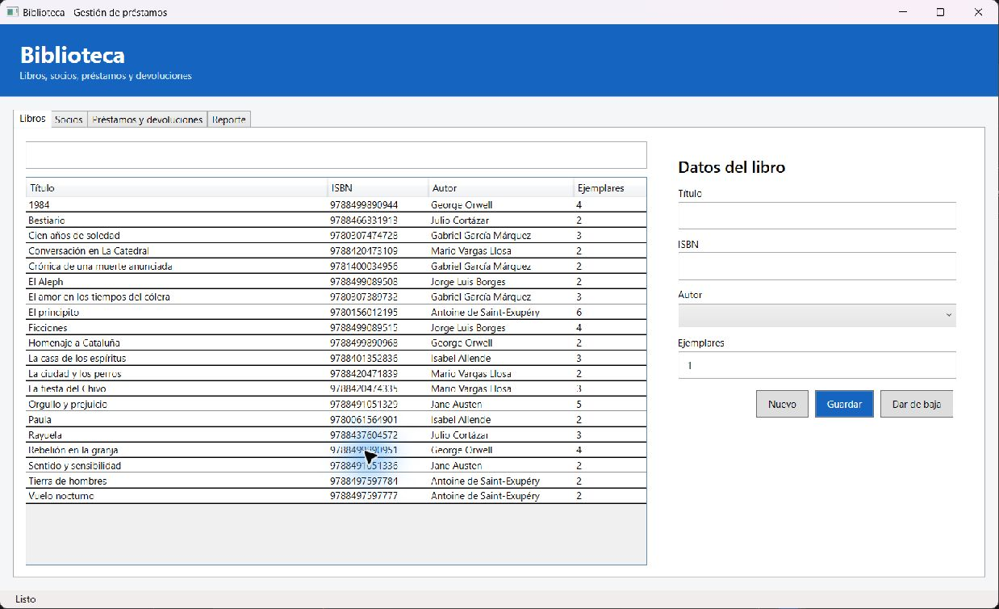 Biblioteca   Gestión de préstamos
Biblioteca
Libros, socios, préstamos y devoluciones
Libros Socios Préstamos y devoluciones Reporte
Título ISBN Autor Ejemplares
1984 9788499890944 George Orwell 4
Bestiario 9788466331913 Julio Cortázar 2
Cien años de soledad 9780307474728 Gabriel García Márquez 3
Conversación en La Catedral 9788420473109 Mario Vargas Llosa 2
Crónica de una muerte anunciada 9781400034956 Gabriel García Márquez 2
El Aleph 9788499089508 Jorge Luis Borges 2
El amor en los tiempos del cólera 9780307389732 Gabriel García Márquez 3
El principito 9780156012195 Antoine de Saint-Exupéry 6
Ficciones 9788499089515 Jorge Luis Borges 4
Homenaje a Cataluña 9788499890968 George Orwell 2
La casa de los espíritus 9788401352836 Isabel Allende 3
La ciudad y los perros 9788420471839 Mario Vargas Llosa 2
La fiesta del Chivo 9788420474335 Mario Vargas Llosa 3
Orgullo y prejuicio 9788491051329 Jane Austen 5
Paula 9780061564901 Isabel Allende 2
Rayuela 9788437604572 Julio Cortázar 3
Rebelión en la granja 9788499890951 George Orwell 4
Sentido y sensibilidad 9788491051336 Jane Austen 2
Tierra de hombres 9788497597784 Antoine de Saint-Exupéry 2
Vuelo nocturno 9788497597777 Antoine de Saint-Exupéry 2
Datos del libro
Título
ISBN
Autor
Ejemplares
1
Nuevo Guardar Dar de baja
Listo